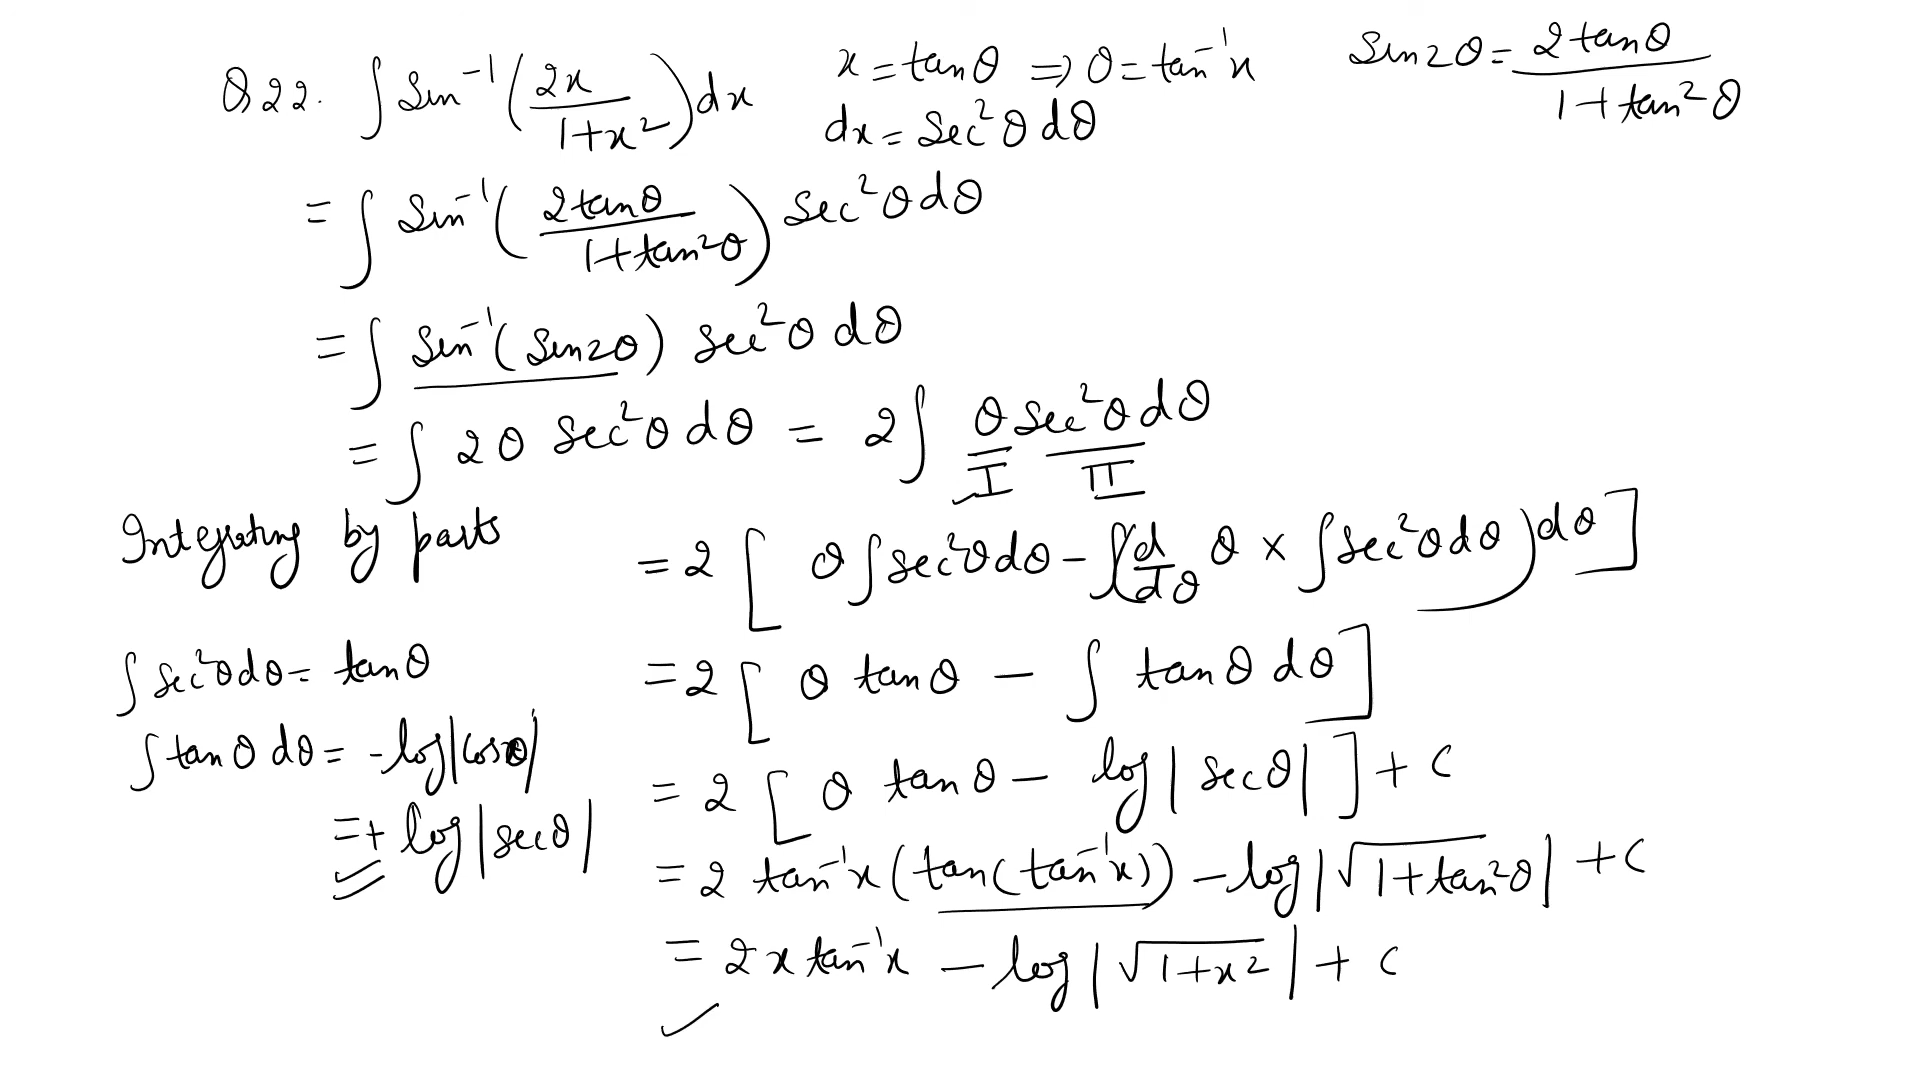 Q22. ∫ Sin⁻¹(2x/1+x²)dx   x = tanθ ⇒ θ = tan⁻¹x   Sin2θ = 2tanθ/1+tan²θ
dx = Sec²θ dθ
= ∫ Sin⁻¹(2tanθ/1+tan²θ) Sec²θ dθ
= ∫ Sin⁻¹(Sin2θ) sec²θ dθ
= ∫ 2θ Sec²θ dθ = 2∫ θ Sec²θ dθ
I II
Integrating by parts
= 2[θ∫sec²θdθ - ∫(d/dθ θ × ∫sec²θdθ)dθ]
∫ Sec²θdθ = tanθ
= 2[θ tanθ - ∫ tanθ dθ]
∫ tanθ dθ = -log|cosθ|
= 2[θ tanθ - log|secθ|] + c
= + log|secθ|
= 2 tan⁻¹x(tan(tan⁻¹x)) - log|√1+tan²θ| + c
= 2x tan⁻¹x - log|√1+x²| + c